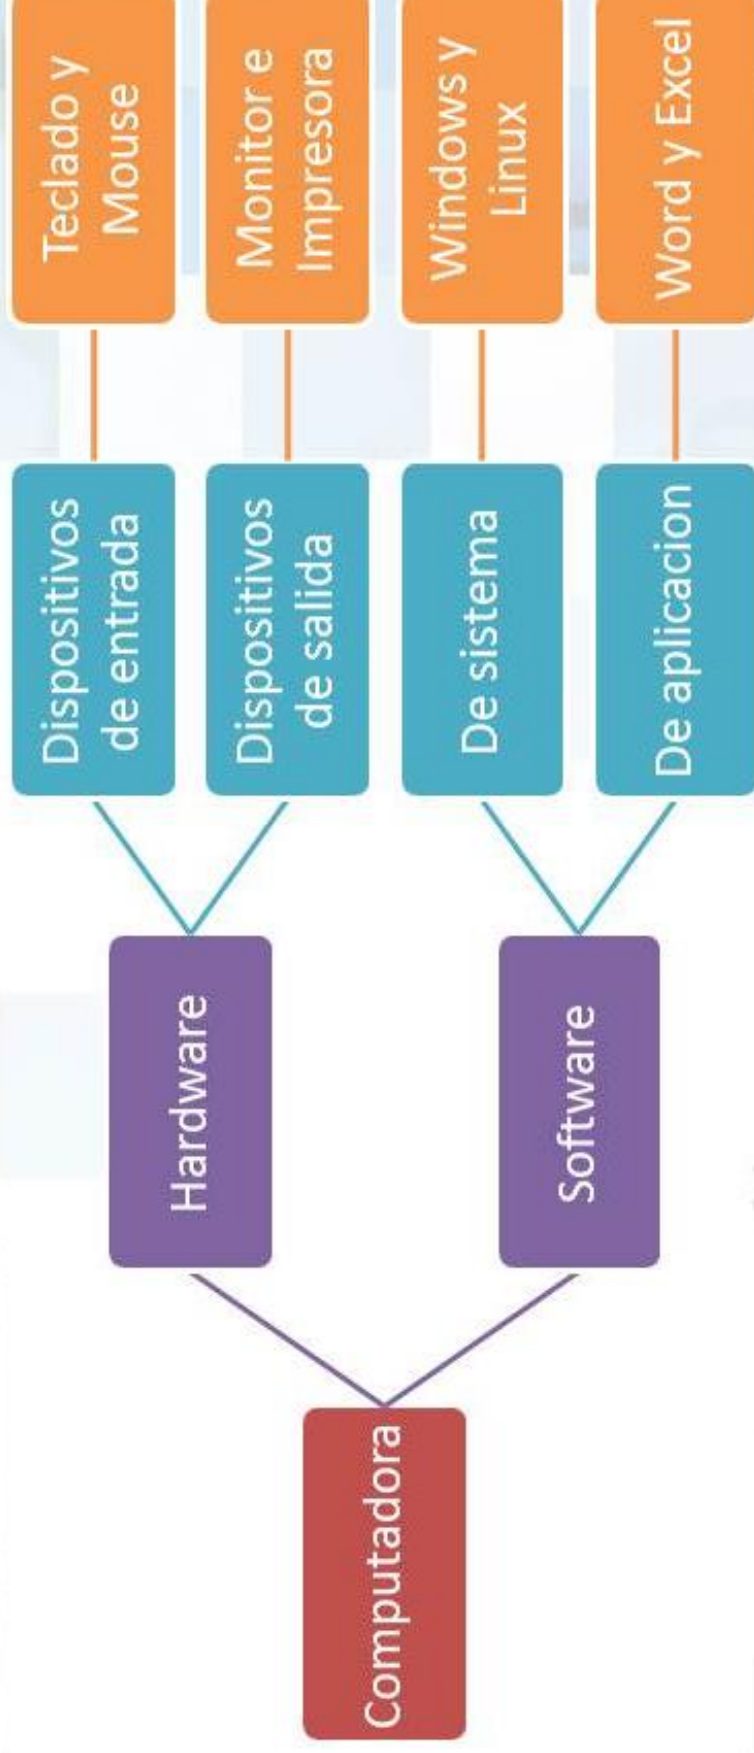 Computadora
Hardware
Software
Dispositivos
de entrada
Dispositivos
de salida
De sistema
De aplicacion
Teclado y
Mouse
Monitor e
Impresora
Windows y
Linux
Word y Excel